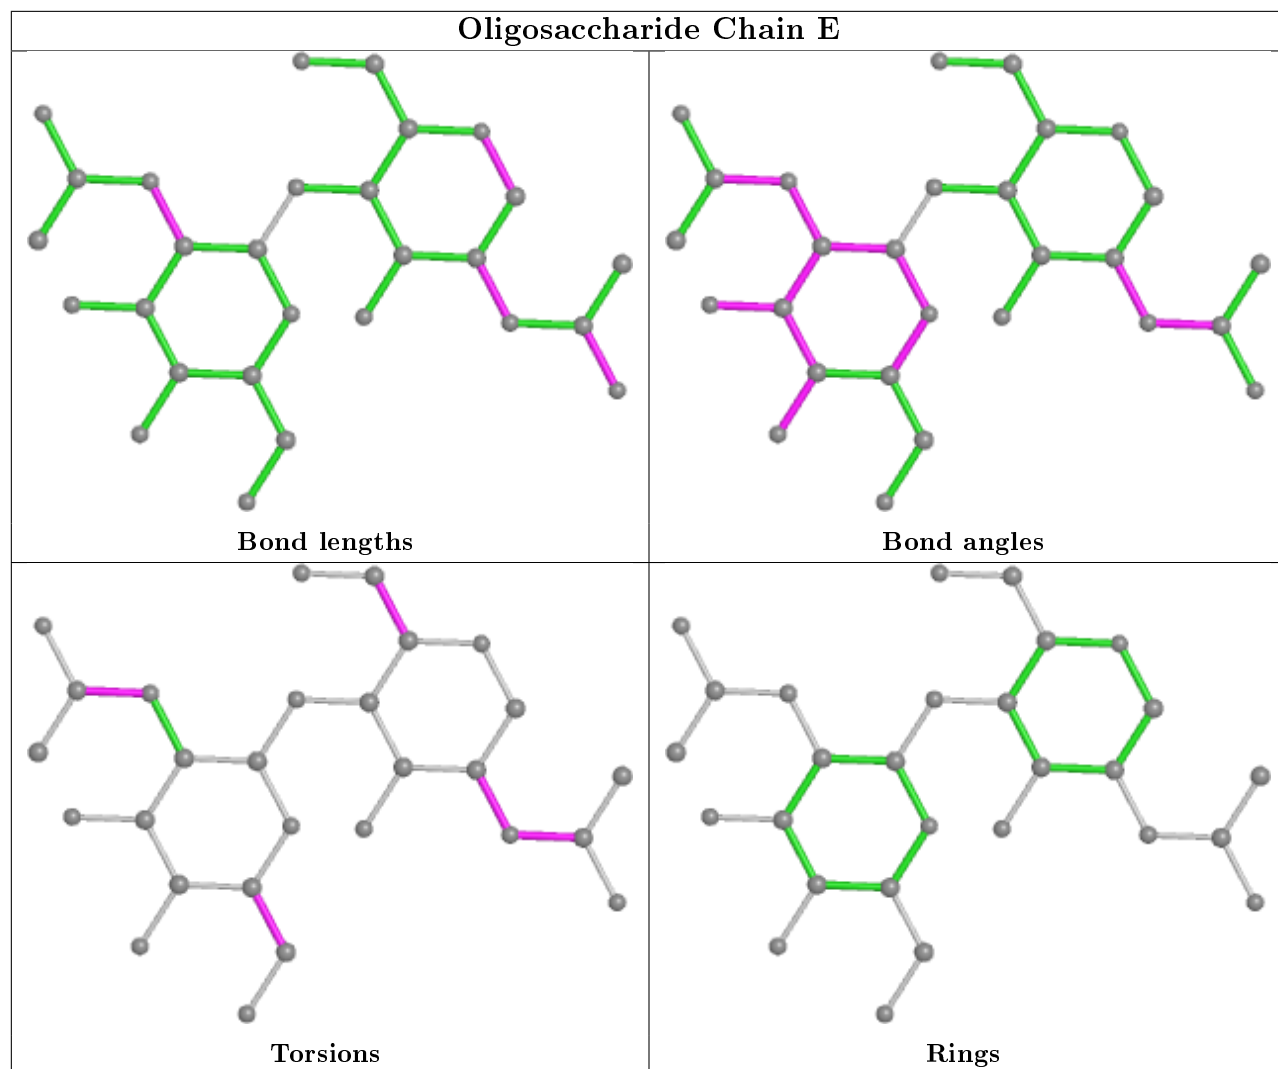 Oligosaccharide Chain E
Bond lengths
Bond angles
Torsions
Rings